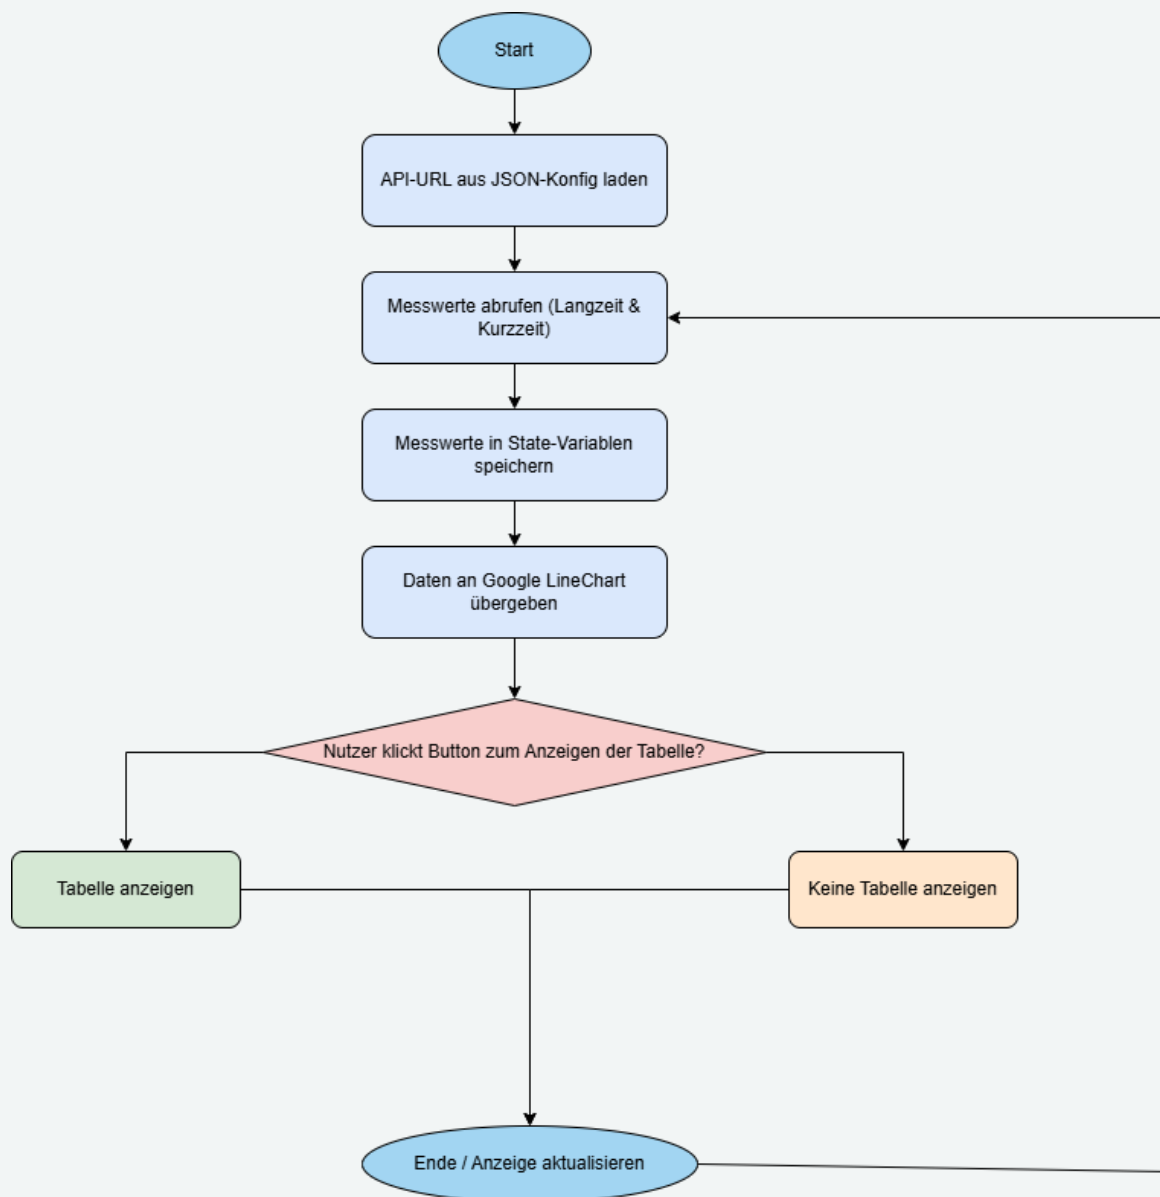 Start
API-URL aus JSON-Konfig laden
Messwerte abrufen (Langzeit &
Kurzzeit)
Messwerte in State-Variablen
speichern
Daten an Google LineChart
übergeben
Nutzer klickt Button zum Anzeigen der Tabelle?
Tabelle anzeigen
Keine Tabelle anzeigen
Ende / Anzeige aktualisieren